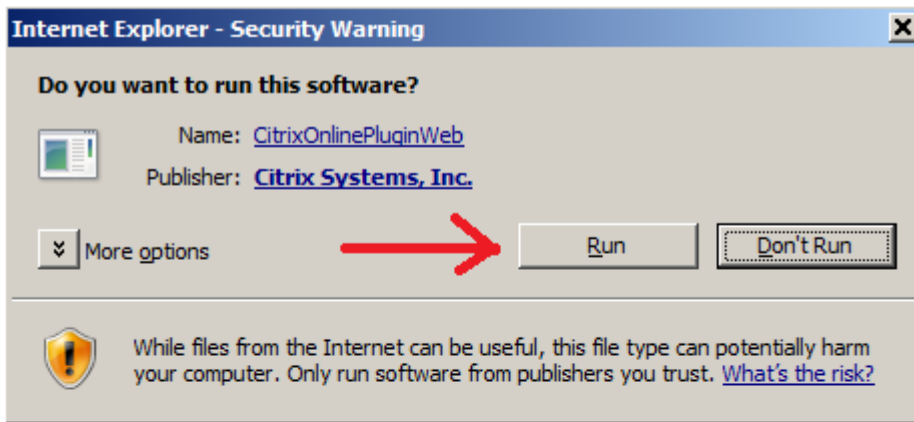 Internet Explorer - Security Warning
Do you want to run this software?
Name: CitrixOnlinePluginWeb
Publisher: Citrix Systems, Inc.
More options
Run
Don't Run
While files from the Internet can be useful, this file type can potentially harm
your computer. Only run software from publishers you trust. What's the risk?